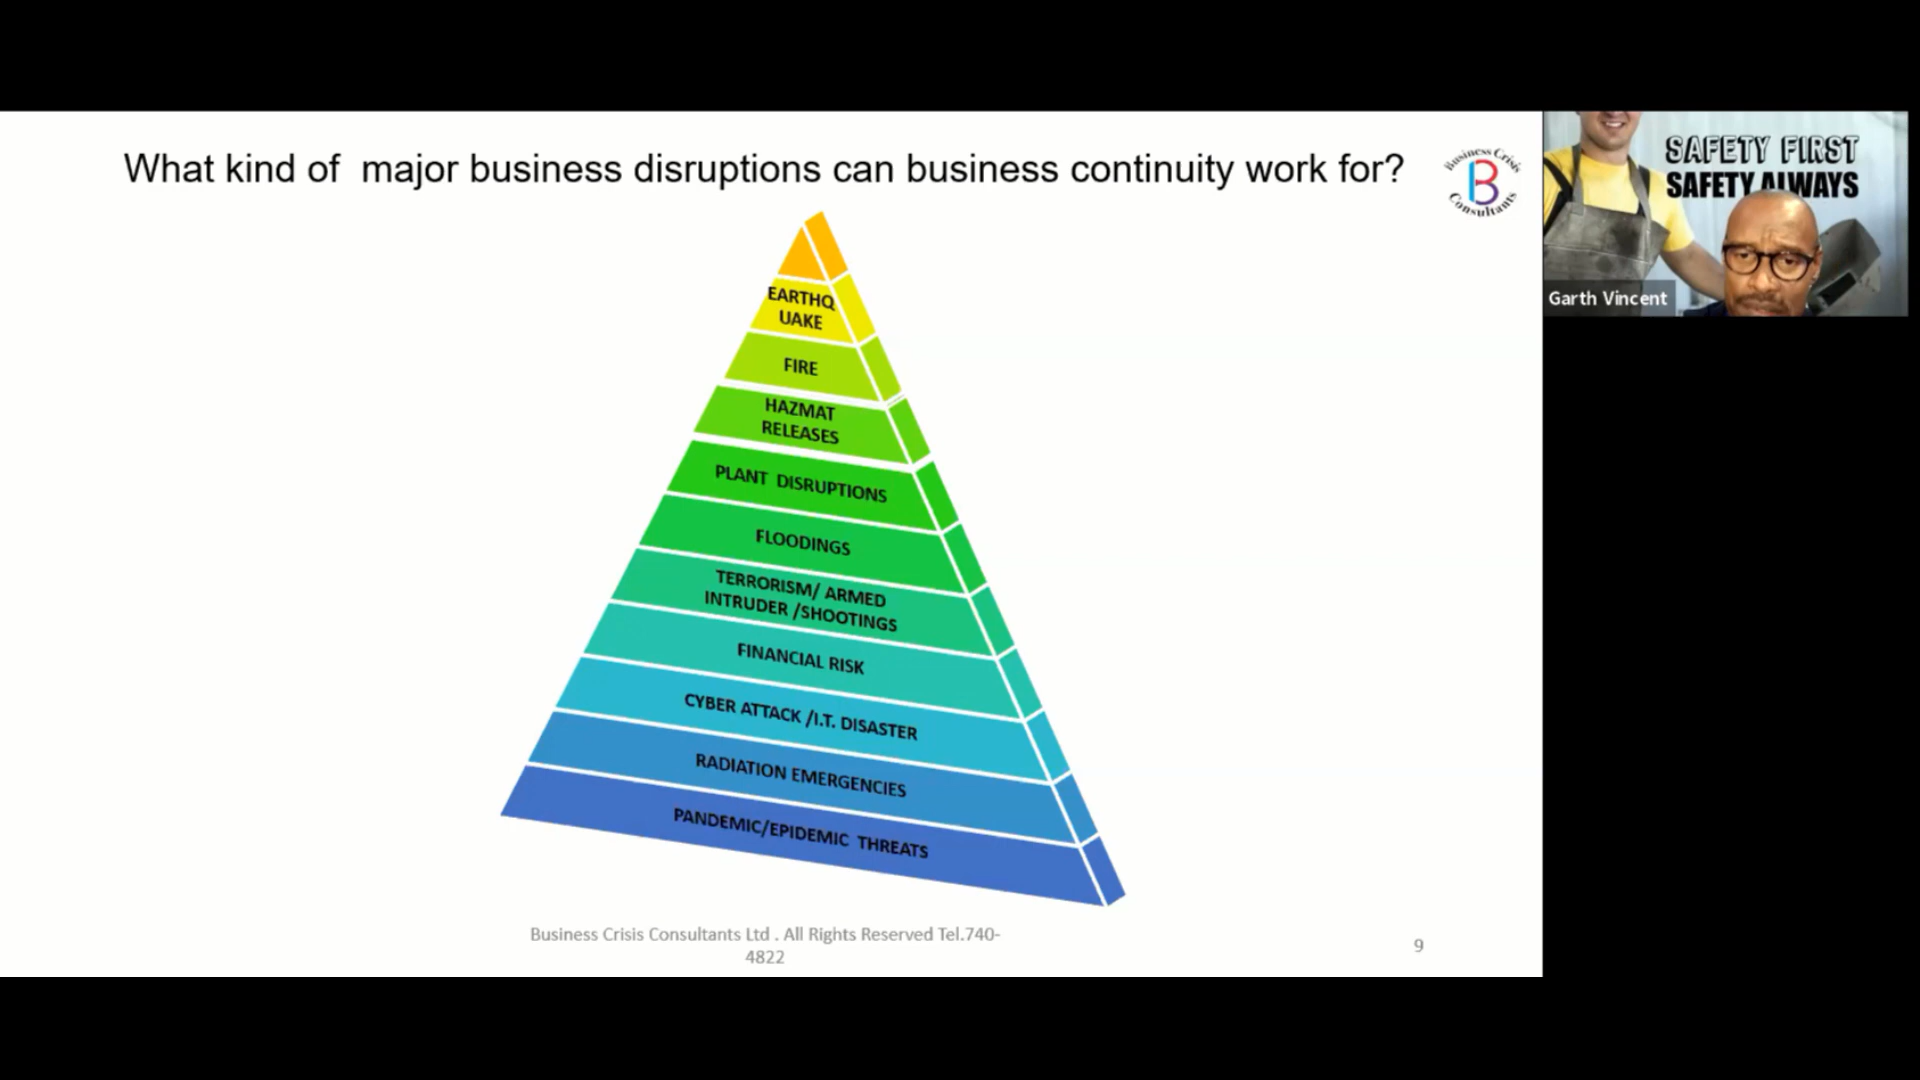 What kind of  major business disruptions can business continuity work for?
Business Crisis
B
Consultants
SAFETY FIRST
SAFETY ALWAYS
Garth Vincent
EARTHQ
UAKE
FIRE
HAZMAT
RELEASES
PLANT  DISRUPTIONS
FLOODINGS
TERRORISM/ ARMED
INTRUDER /SHOOTINGS
FINANCIAL RISK
CYBER ATTACK /I.T. DISASTER
RADIATION EMERGENCIES
PANDEMIC/EPIDEMIC  THREATS
Business Crisis Consultants Ltd . All Rights Reserved Tel.740-
4822
9